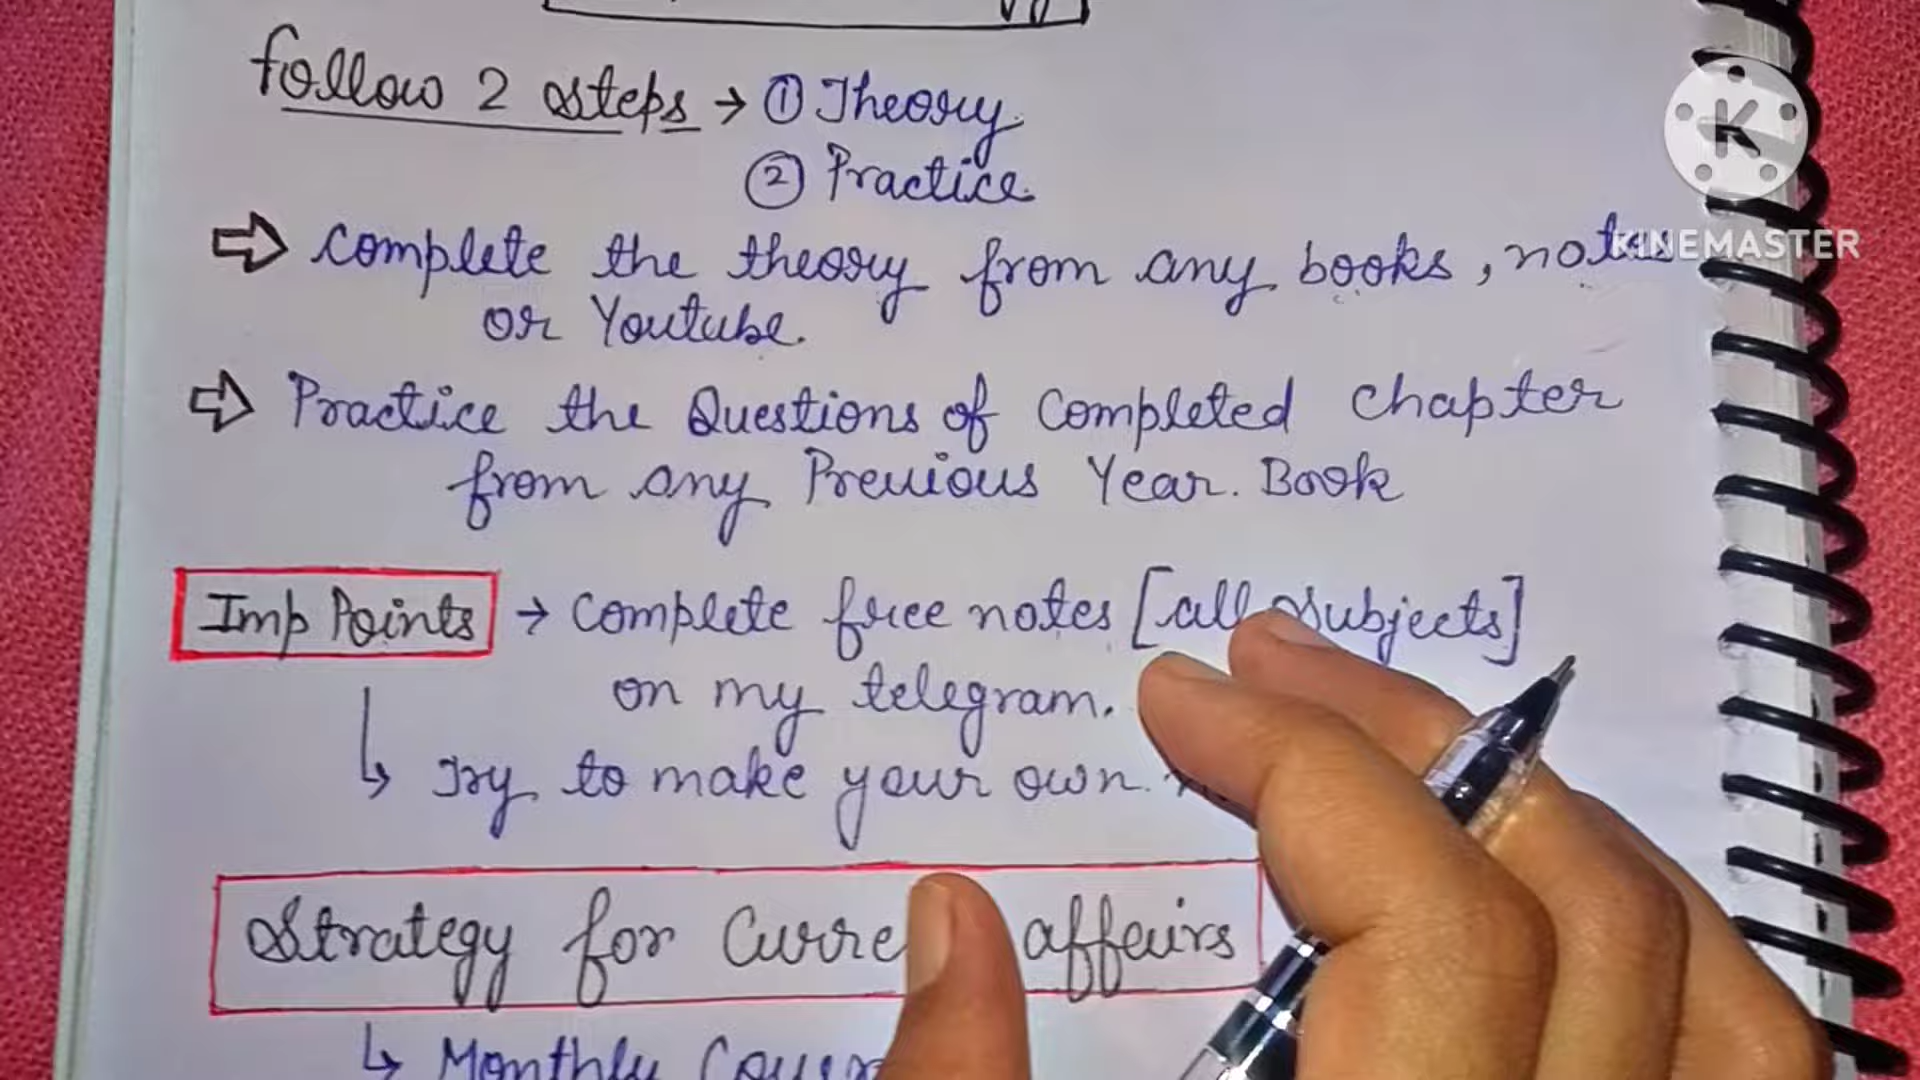 follow 2 steps → ① Theory.
② Practice.
⇨ Complete the theory from any books, notes
or Youtube.
⇨ Practice the Questions of Completed Chapter
from any Previous Year. Book
Imp Points → Complete free notes [all subjects]
on my telegram.
↳ Try to make your own.
Strategy for Curre affeirs
↳ Monthly
K
KINEMASTER